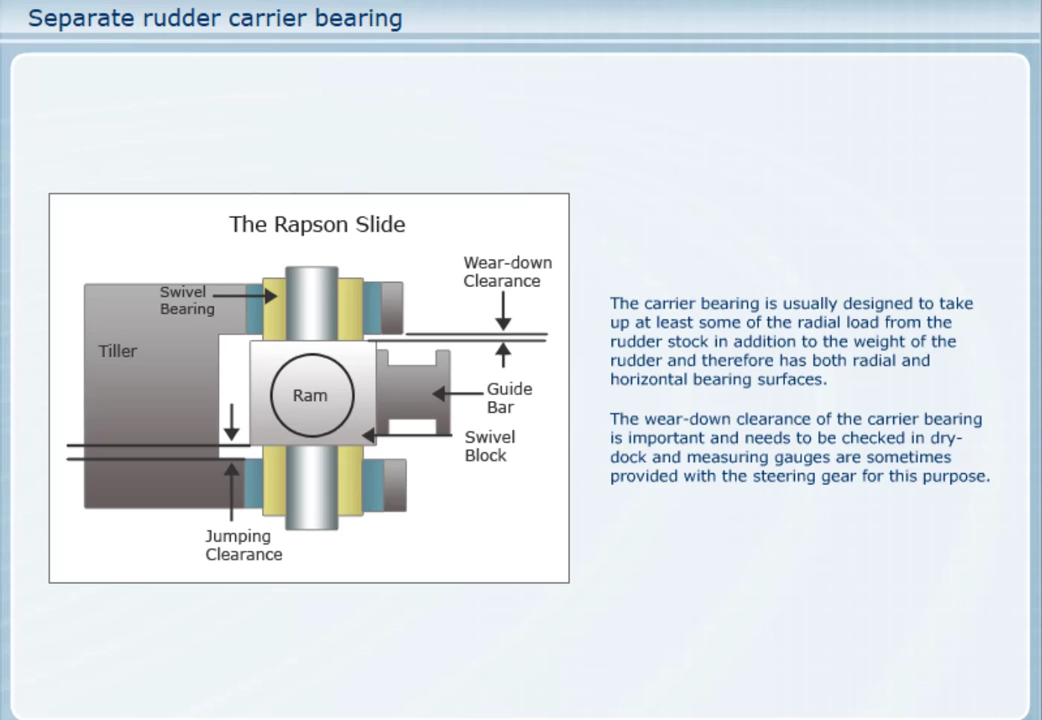 Separate rudder carrier bearing
The Rapson Slide
Wear-down
Clearance
Swivel
Bearing
Tiller
Ram
Guide
Bar
Swivel
Block
Jumping
Clearance
The carrier bearing is usually designed to take
up at least some of the radial load from the
rudder stock in addition to the weight of the
rudder and therefore has both radial and
horizontal bearing surfaces.
The wear-down clearance of the carrier bearing
is important and needs to be checked in dry-
dock and measuring gauges are sometimes
provided with the steering gear for this purpose.